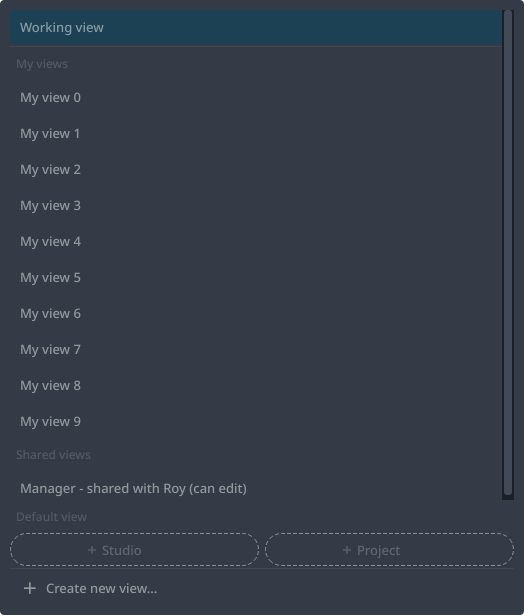 Working view
My views
My view 0
My view 1
My view 2
My view 3
My view 4
My view 5
My view 6
My view 7
My view 8
My view 9
Shared views
Manager - shared with Roy (can edit)
Default view
+ Studio
+ Project
+ Create new view...